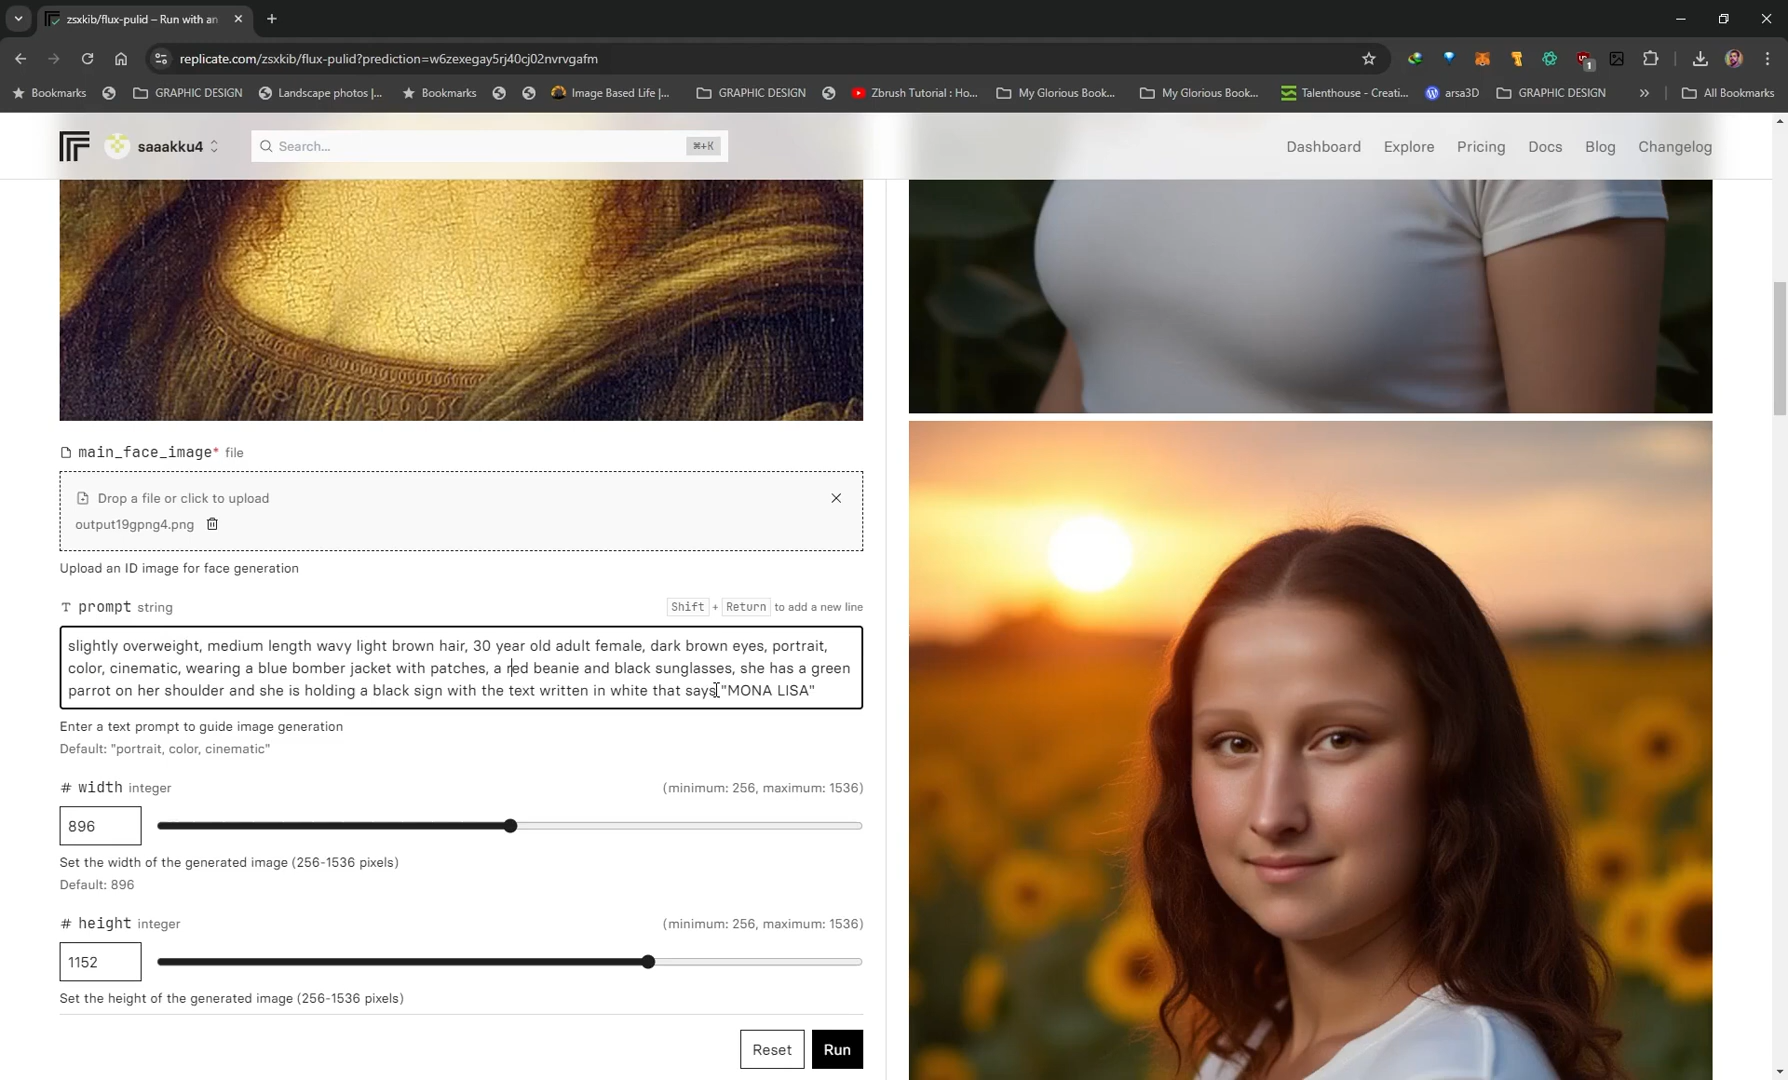 zsxkib/flux-pulid – Run with an
replicate.com/zsxkib/flux-pulid?prediction=w6zexegay5rj40cj02nvrvgafm
1
Bookmarks
GRAPHIC DESIGN
Landscape photos |...
Bookmarks
Image Based Life |...
GRAPHIC DESIGN
Zbrush Tutorial : Ho...
My Glorious Book...
My Glorious Book...
Talenthouse - Creati...
arsa3D
GRAPHIC DESIGN
»
All Bookmarks
saaakku4
Search...
⌘+K
Dashboard
Explore
Pricing
Docs
Blog
Changelog
main_face_image* file
Drop a file or click to upload
output19gpng4.png
Upload an ID image for face generation
T prompt string
Shift + Return to add a new line
slightly overweight, medium length wavy light brown hair, 30 year old adult female, dark brown eyes, portrait,
color, cinematic, wearing a blue bomber jacket with patches, a red beanie and black sunglasses, she has a green
parrot on her shoulder and she is holding a black sign with the text written in white that says "MONA LISA"
Enter a text prompt to guide image generation
Default: "portrait, color, cinematic"
# width integer
(minimum: 256, maximum: 1536)
896
Set the width of the generated image (256-1536 pixels)
Default: 896
# height integer
(minimum: 256, maximum: 1536)
1152
Set the height of the generated image (256-1536 pixels)
Reset
Run